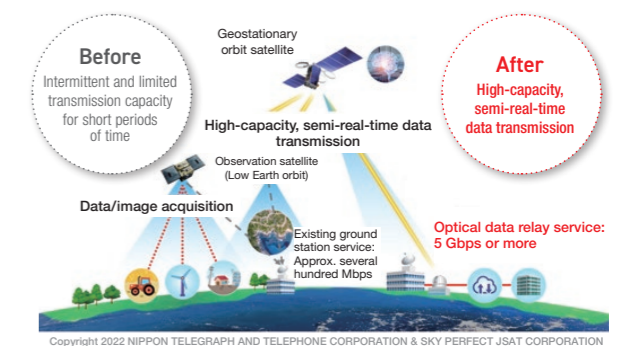 Before
Intermittent and limited
transmission capacity
for short periods
of time
Geostationary
orbit satellite
After
High-capacity,
semi-real-time
data transmission
High-capacity, semi-real-time data
transmission
Observation satellite
(Low Earth orbit)
Data/image acquisition
Existing ground
station service:
Approx. several
hundred Mbps
Optical data relay service:
5 Gbps or more
Copyright 2022 NIPPON TELEGRAPH AND TELEPHONE CORPORATION & SKY PERFECT JSAT CORPORATION